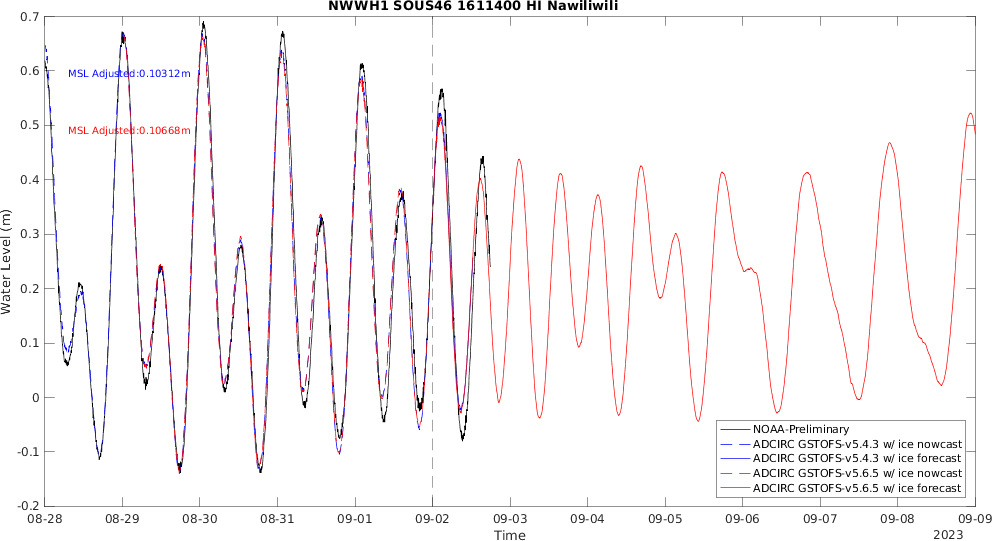 NWWH1 SOUS46 1611400 HI Nawiliwili
0.7
0.6
0.5
0.4
0.3
0.2
0.1
0
-0.1
-0.2
Water Level (m)
MSL Adjusted:0.10312m
MSL Adjusted:0.10668m
NOAA-Preliminary
ADCIRC GSTOFS-v5.4.3 w/ ice nowcast
ADCIRC GSTOFS-v5.4.3 w/ ice forecast
ADCIRC GSTOFS-v5.6.5 w/ ice nowcast
ADCIRC GSTOFS-v5.6.5 w/ ice forecast
08-28 08-29 08-30 08-31 09-01 09-02 09-03 09-04 09-05 09-06 09-07 09-08 09-09
Time
2023